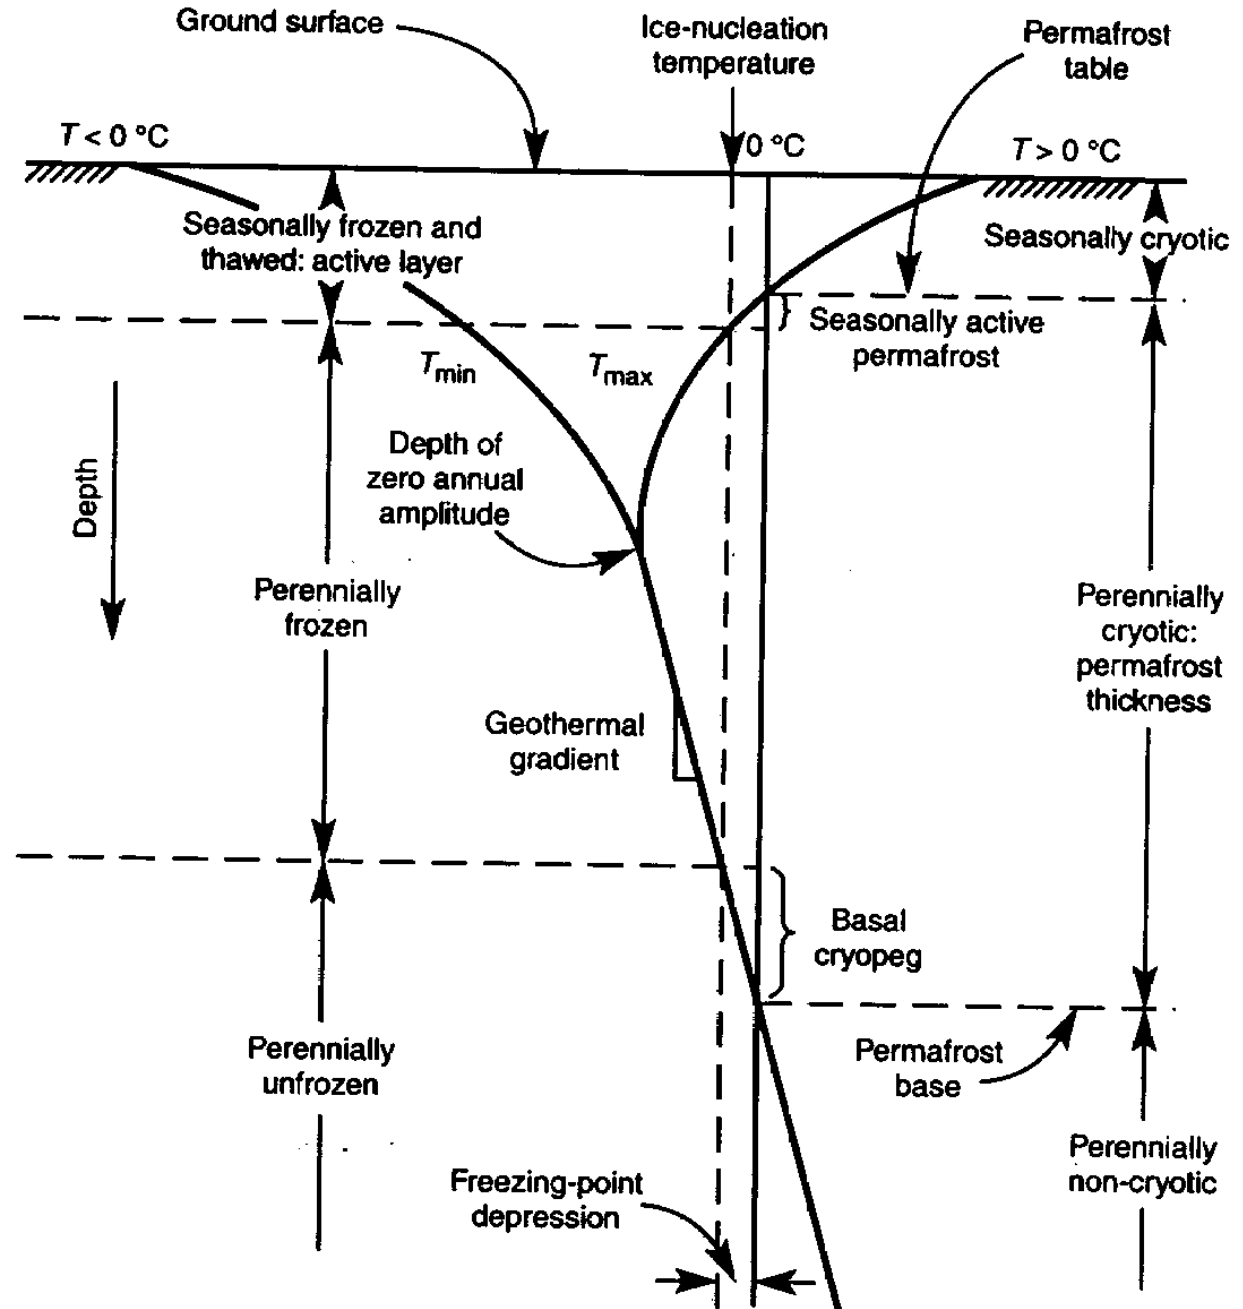 Ground surface
Ice-nucleation
temperature
Permafrost
table
T < 0 °C
0 °C
T > 0 °C
Seasonally frozen and
thawed: active layer
Seasonally cryotic
Seasonally active
permafrost
Tmin
Tmax
Depth of
zero annual
amplitude
Depth
Perennially
frozen
Perennially
cryotic:
permafrost
thickness
Geothermal
gradient
Basal
cryopeg
Perennially
unfrozen
Permafrost
base
Perennially
non-cryotic
Freezing-point
depression